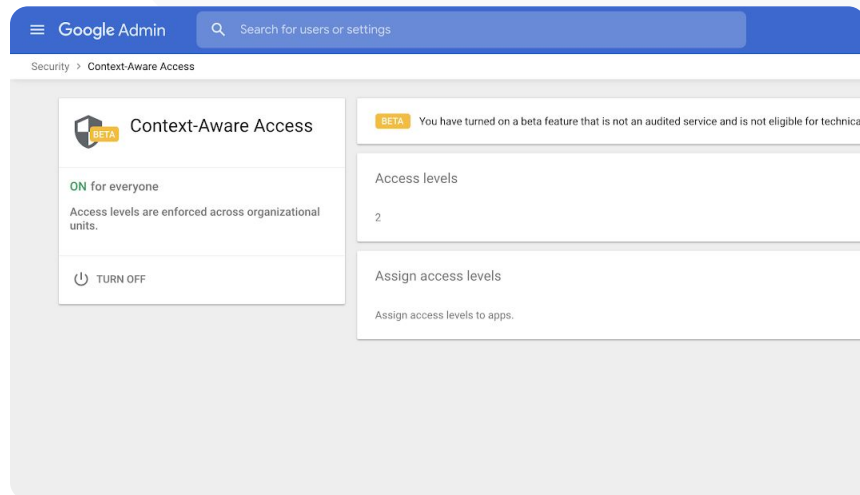 Google Admin
Search for users or settings
Security > Context-Aware Access
BETA
Context-Aware Access
ON for everyone
Access levels are enforced across organizational
units.
TURN OFF
BETA You have turned on a beta feature that is not an audited service and is not eligible for technica
Access levels
2
Assign access levels
Assign access levels to apps.